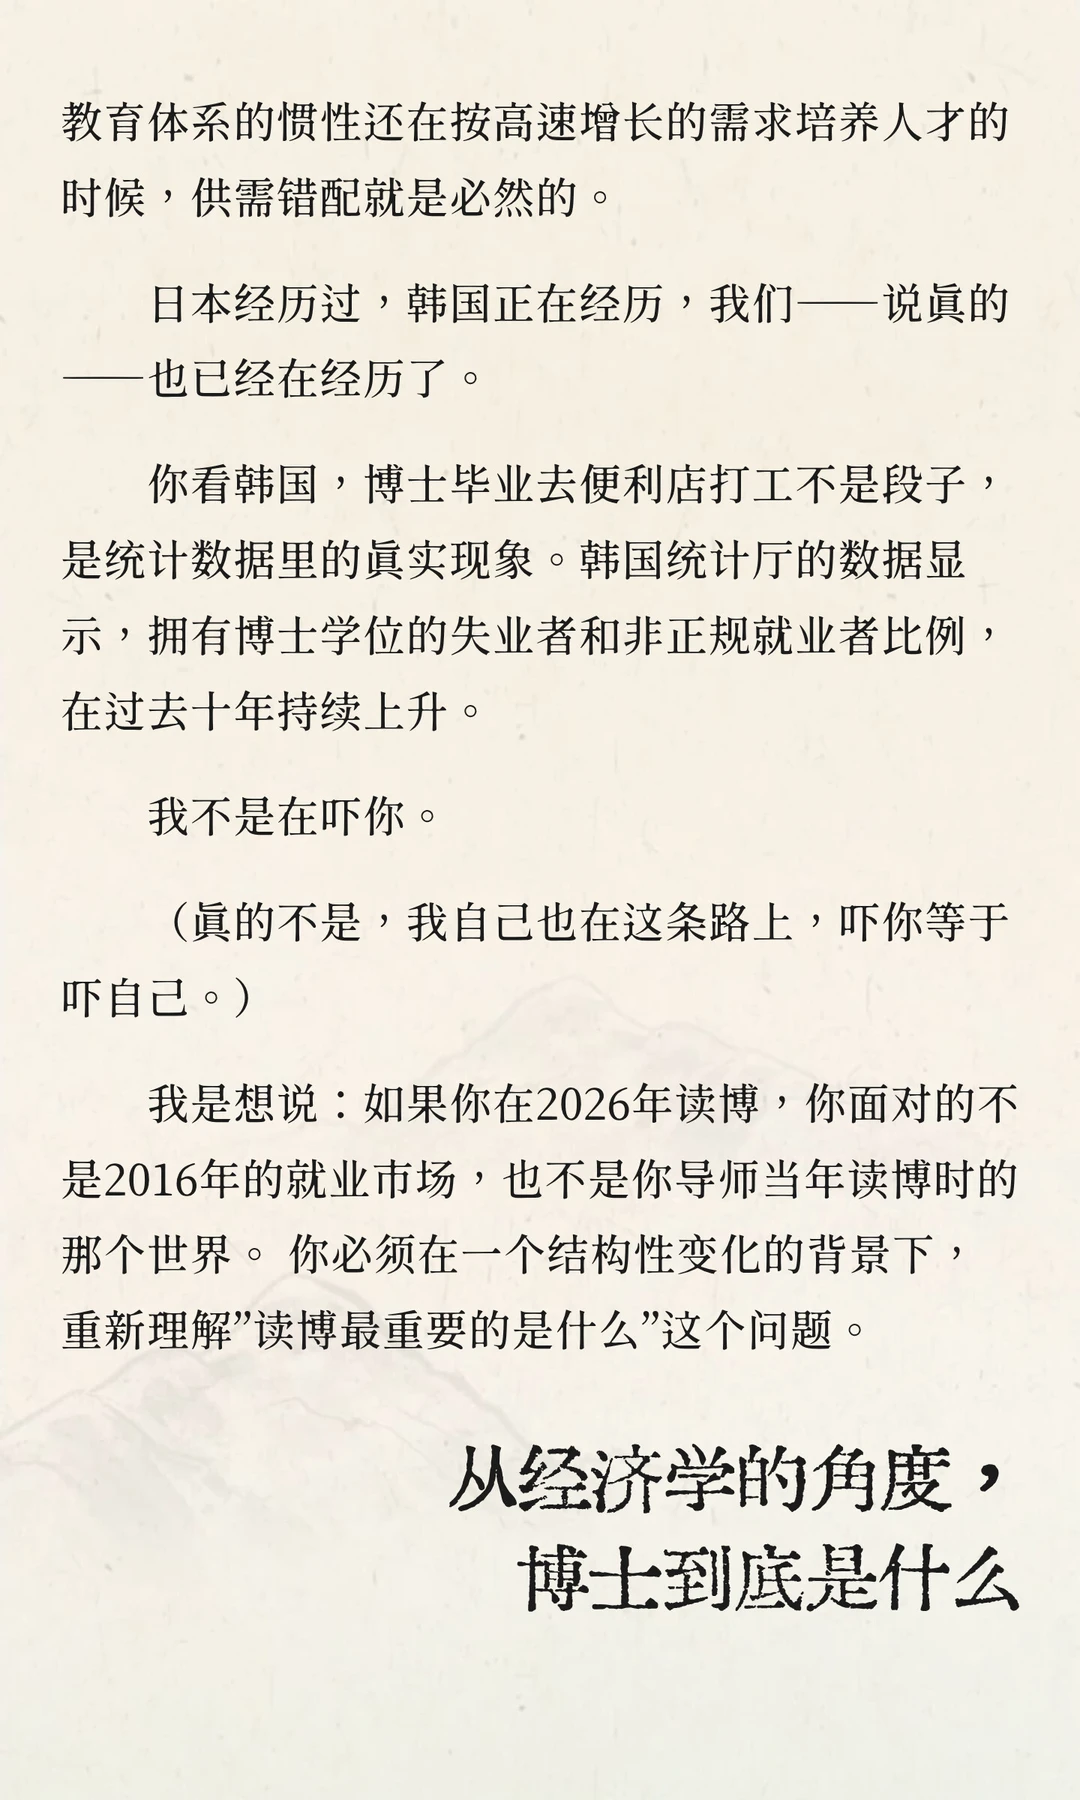 教育体系的惯性还在按高速增长的需求培养人才的
时候，供需错配就是必然的。
日本经历过，韩国正在经历，我们——说眞的
——也已经在经历了。
你看韩国，博士毕业去便利店打工不是段子，
是统计数据里的眞实现象。韩国统计厅的数据显
示，拥有博士学位的失业者和非正规就业者比例，
在过去十年持续上升。
我不是在吓你。
（眞的不是，我自己也在这条路上，吓你等于
吓自己。）
我是想说：如果你在2026年读博，你面对的不
是2016年的就业市场，也不是你导师当年读博时的
那个世界。 你必须在一个结构性变化的背景下，
重新理解”读博最重要的是什么”这个问题。
从经济学的角度，
博士到底是什么